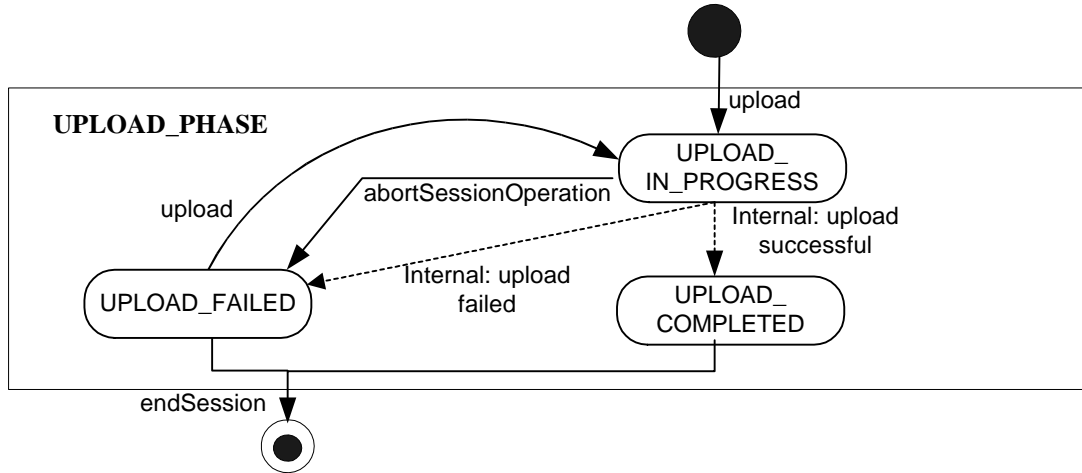 upload
UPLOAD_PHASE
UPLOAD_
IN_PROGRESS
abortSessionOperation
upload
Internal: upload
successful
Internal: upload
failed
UPLOAD_FAILED
UPLOAD_
COMPLETED
endSession